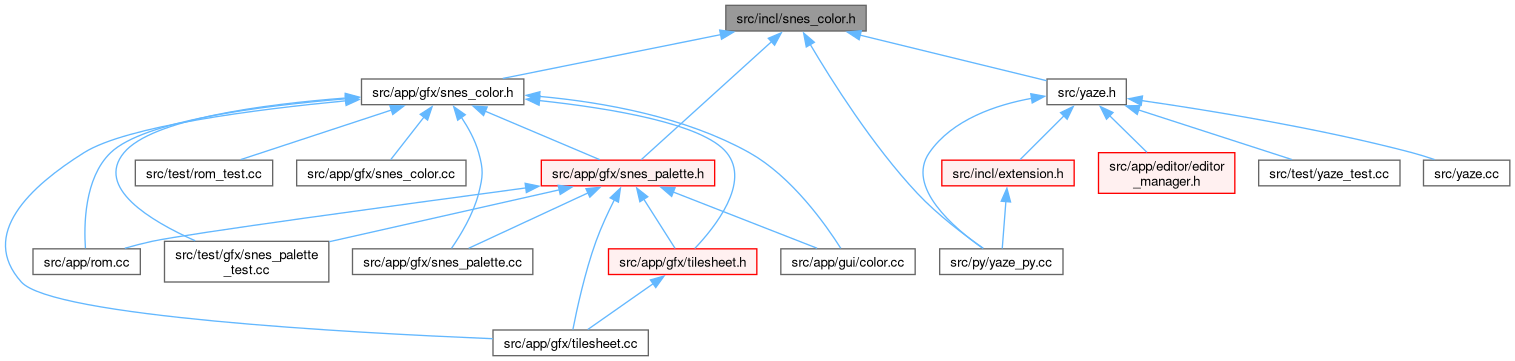 src/incl/snes_color.h
src/app/gfx/snes_color.h
src/yaze.h
src/test/rom_test.cc
src/app/gfx/snes_color.cc
src/app/gfx/snes_palette.h
src/incl/extension.h
src/app/editor/editor
_manager.h
src/test/yaze_test.cc
src/yaze.cc
src/app/rom.cc
src/test/gfx/snes_palette
_test.cc
src/app/gfx/snes_palette.cc
src/app/gfx/tilesheet.h
src/app/gui/color.cc
src/py/yaze_py.cc
src/app/gfx/tilesheet.cc